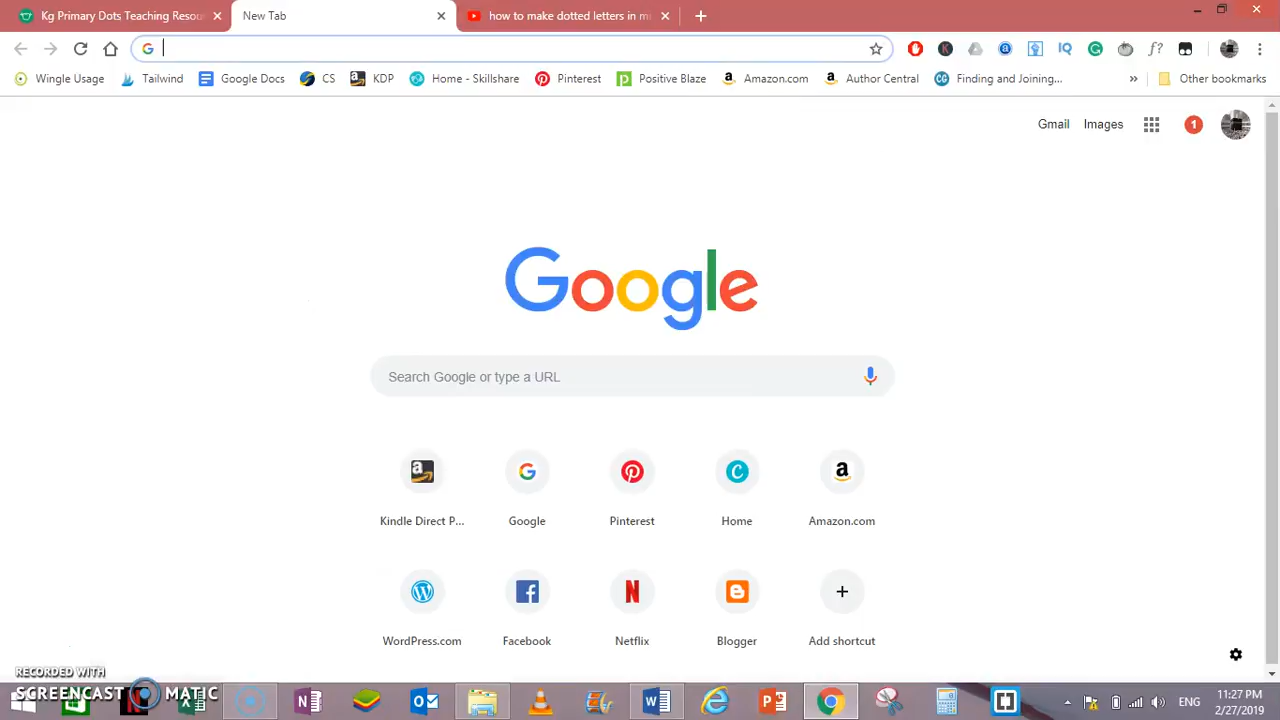 Kg Primary Dots Teaching Resou
New Tab
how to make dotted letters in m
Wingle Usage
Tailwind
Google Docs
CS
KDP
Home - Skillshare
Pinterest
Positive Blaze
Amazon.com
Author Central
Finding and Joining...
Other bookmarks
Gmail
Images
1
Google
Search Google or type a URL
Kindle Direct P...
Google
Pinterest
Home
Amazon.com
WordPress.com
Facebook
Netflix
Blogger
Add shortcut
RECORDED WITH
SCREENCAST MATIC
ENG
11:27 PM
2/27/2019